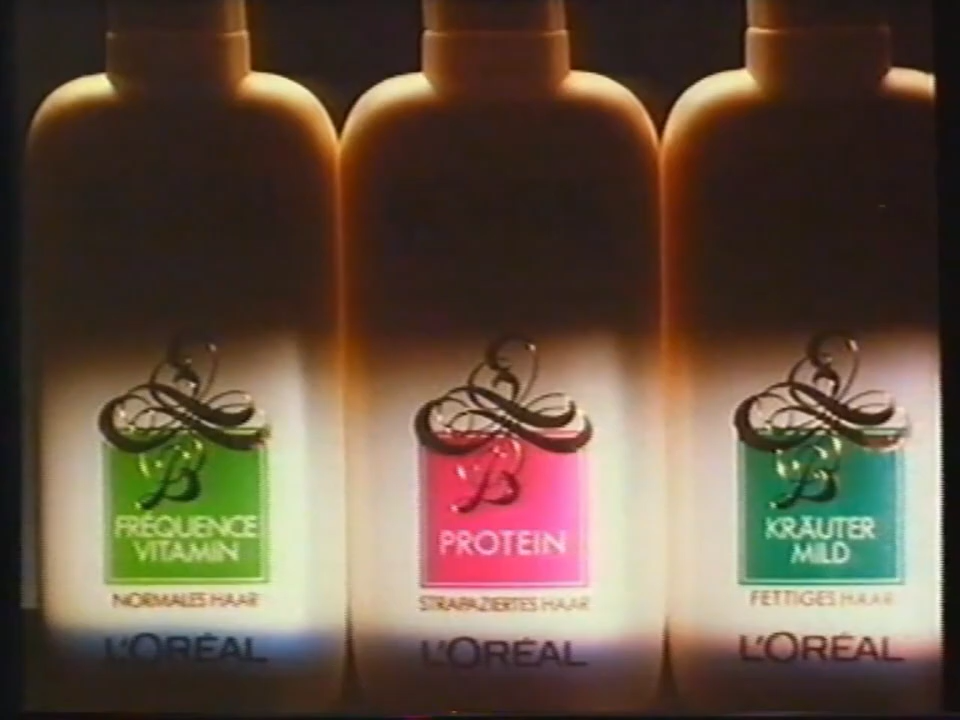 B
FRÉQUENCE
VITAMIN
NORMALES HAAR
L'ORÉAL
B
PROTEIN
STRAPAZIERTES HAAR
L'ORÉAL
B
KRÄUTER
MILD
FETTIGES HAAR
L'ORÉAL